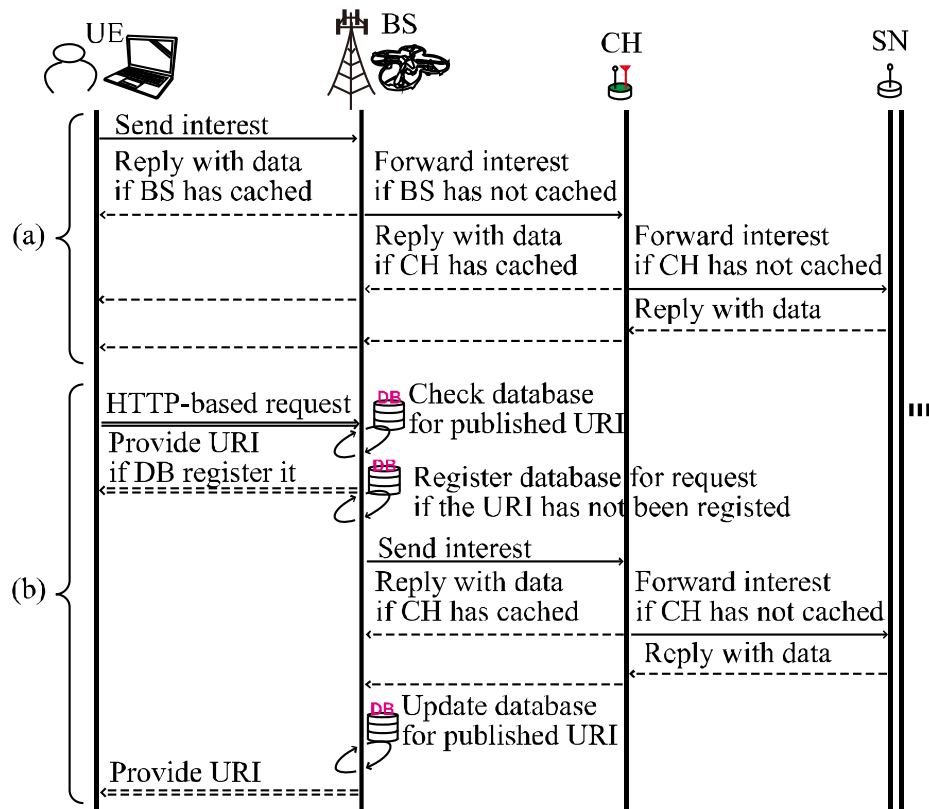 UE
BS
CH
SN
(a)
Send interest
Reply with data
if BS has cached
Forward interest
if BS has not cached
Reply with data
if CH has cached
Forward interest
if CH has not cached
Reply with data
(b)
HTTP-based request
DB
Check database
for published URI
Provide URI
if DB register it
DB
Register database for request
if the URI has not been registed
Send interest
Reply with data
if CH has cached
Forward interest
if CH has not cached
Reply with data
DB
Update database
for published URI
Provide URI